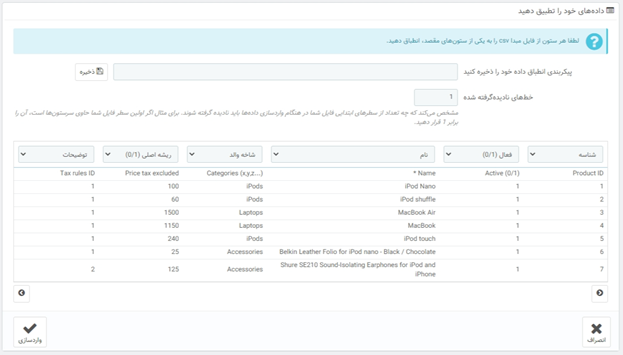 داده‌های خود را تطبیق دهید
لطفا هر ستون از فایل مبدا csv را به یکی از ستون‌های مقصد، انطباق دهید.
پیکربندی انطباق داده خود را ذخیره کنید
ذخیره
خط‌های نادیده‌گرفته شده
1
مشخص می‌کند که چه تعداد از سطرهای ابتدایی فایل شما در هنگام واردسازی داده‌ها باید نادیده گرفته شوند. برای مثال اگر اولین سطر فایل شما حاوی سرستون‌ها است، آن را
برابر 1 قرار دهید.
شناسه فعال (0/1) نام شاخه والد ریشه اصلی (0/1) توضیحات
Product ID Active (0/1) Name * Categories (x,y,z...) Price tax excluded Tax rules ID
1 1 iPod Nano iPods 100 1
2 1 iPod shuffle iPods 60 1
3 1 MacBook Air Laptops 1500 1
4 1 MacBook Laptops 1150 1
5 1 iPod touch iPods 240 1
6 1 Belkin Leather Folio for iPod nano - Black / Chocolate Accessories 25 1
7 1 Shure SE210 Sound-Isolating Earphones for iPod and iPhone Accessories 125 2
انصراف
واردسازی